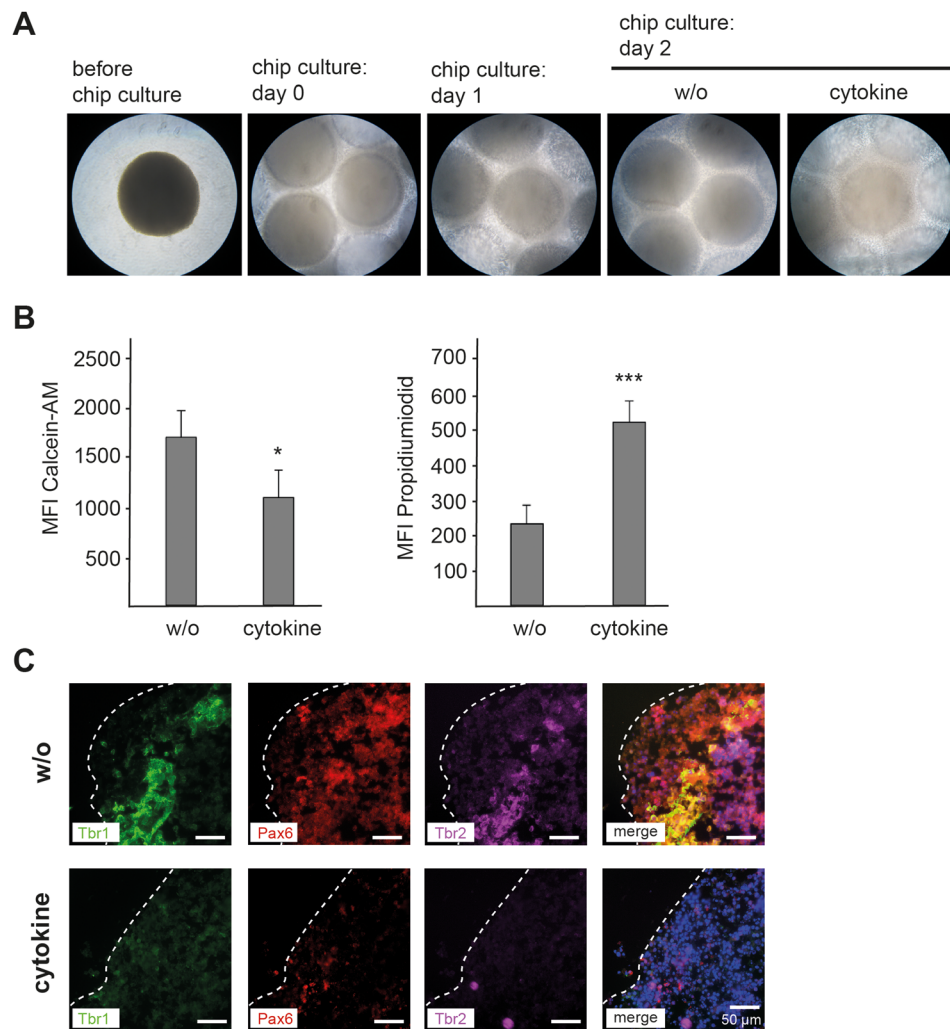 A
before
chip culture
chip culture:
day 0
chip culture:
day 1
chip culture:
day 2
w/o
cytokine
B
MFI Calcein-AM
2500
2000
1500
1000
500
w/o
cytokine
*
MFI Propidiumiodid
700
600
500
400
300
200
100
w/o
cytokine
***
C
w/o
Tbr1
Pax6
Tbr2
merge
cytokine
Tbr1
Pax6
Tbr2
merge
50 µm